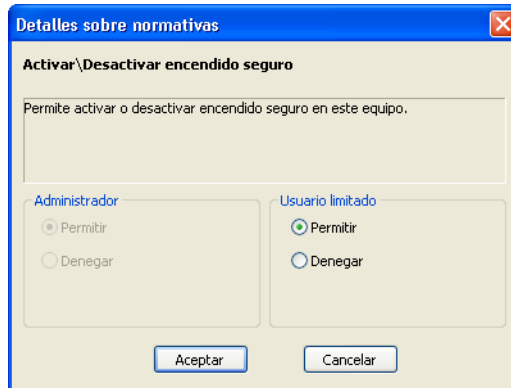 Detalles sobre normativas
Activar\Desactivar encendido seguro
Permite activar o desactivar encendido seguro en este equipo.
Administrador
Permitir
Denegar
Usuario limitado
Permitir
Denegar
Aceptar
Cancelar